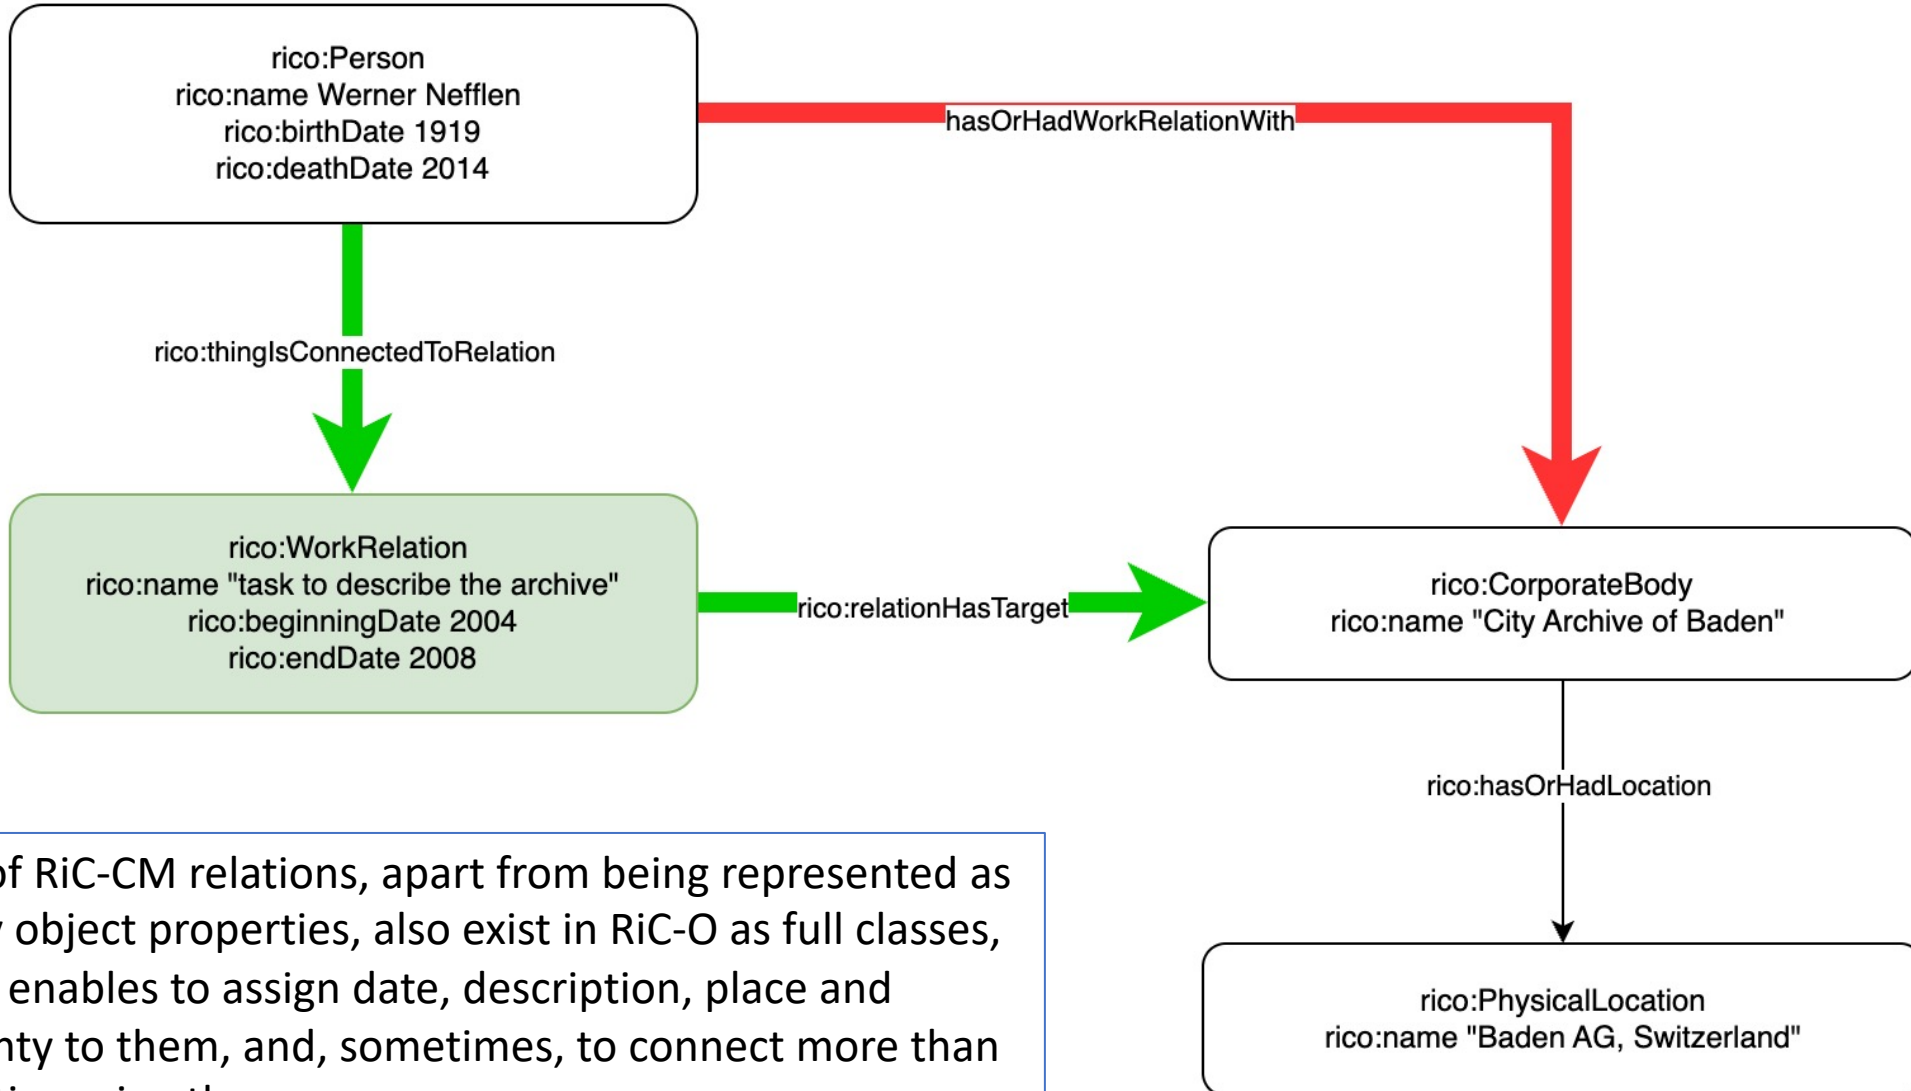 rico:Person
rico:name Werner Nefflen
rico:birthDate 1919
rico:deathDate 2014
hasOrHadWorkRelationWith
rico:thingIsConnectedToRelation
rico:WorkRelation
rico:name "task to describe the archive"
rico:beginningDate 2004
rico:endDate 2008
rico:relationHasTarget
rico:CorporateBody
rico:name "City Archive of Baden"
rico:hasOrHadLocation
of RiC-CM relations, apart from being represented as
object properties, also exist in RiC-O as full classes,
enables to assign date, description, place and
to them, and, sometimes, to connect more than
rico:PhysicalLocation
rico:name "Baden AG, Switzerland"